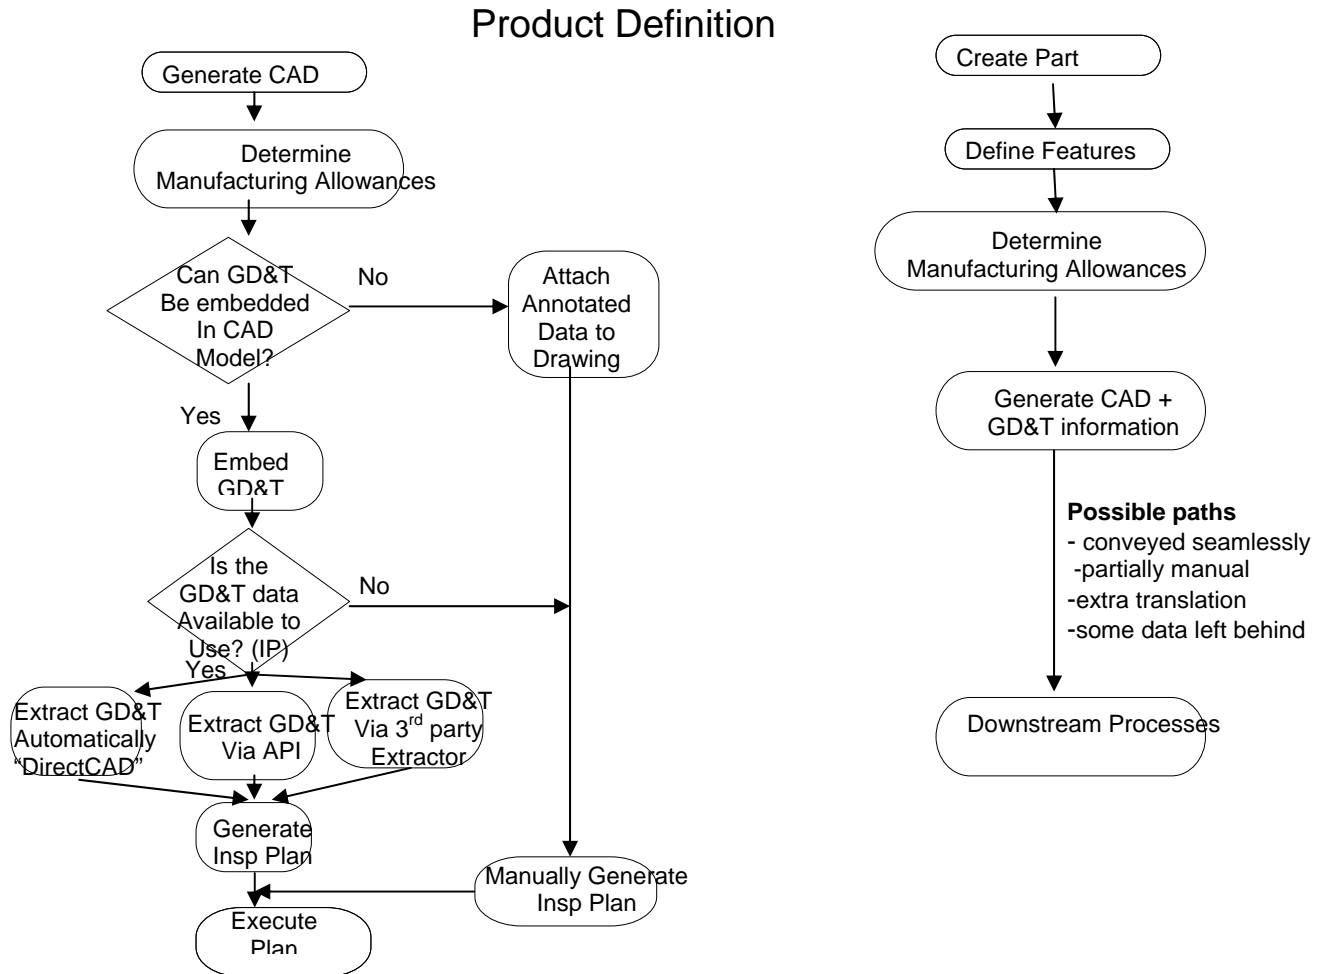 Product Definition
Generate CAD
Determine
Manufacturing Allowances
Can GD&T
Be embedded
In CAD
Model?
No
Attach
Annotated
Data to
Drawing
Yes
Embed
GD&T
Is the
GD&T data
Available to
Use? (IP)
No
Yes
Extract GD&T
Automatically
“DirectCAD”
Extract GD&T
Via API
Extract GD&T
Via 3rd party
Extractor
Generate
Insp Plan
Manually Generate
Insp Plan
Execute
Plan
Create Part
Define Features
Determine
Manufacturing Allowances
Generate CAD +
GD&T information
Possible paths
- conveyed seamlessly
-partially manual
-extra translation
-some data left behind
Downstream Processes